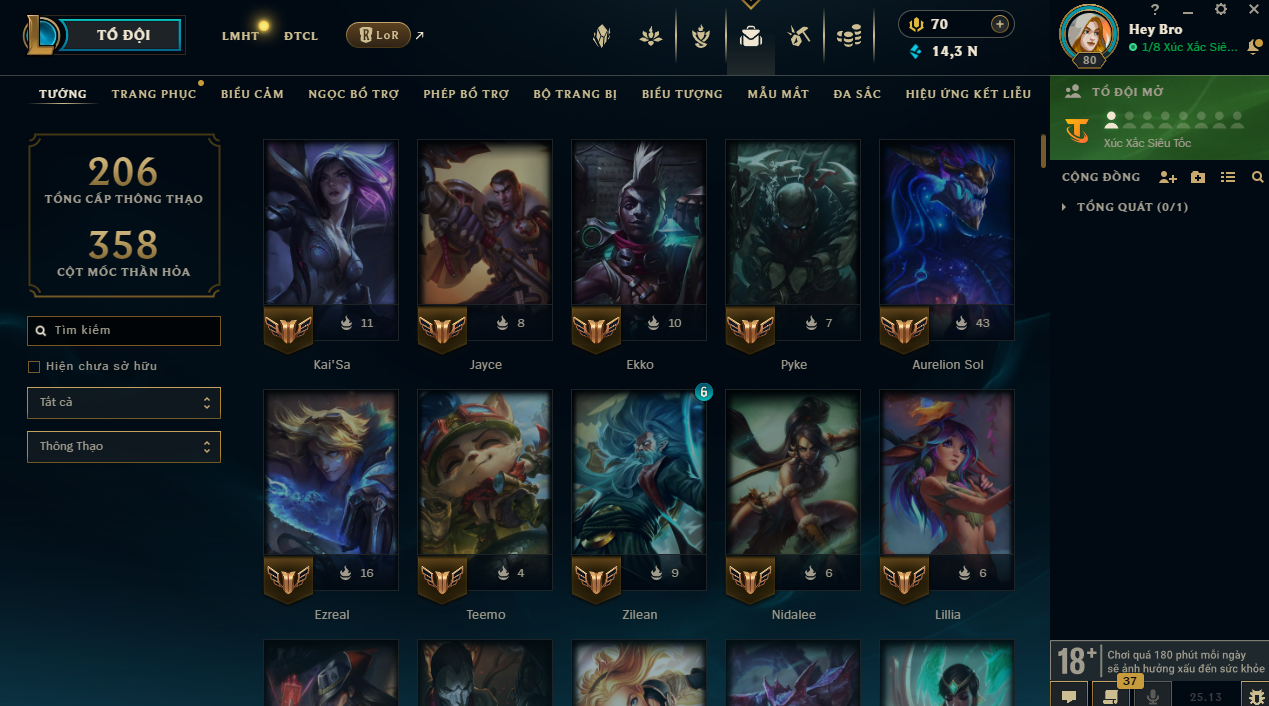 TỔ ĐỘI
LMHT
ĐTCL
LoR
70
14,3 N
?
Hey Bro
1/8 Xúc Xắc Siê...
80
TƯỚNG
TRANG PHỤC
BIỂU CẢM
NGỌC BỔ TRỢ
PHÉP BỔ TRỢ
BỘ TRANG BỊ
BIỂU TƯỢNG
MẪU MẮT
ĐA SẮC
HIỆU ỨNG KẾT LIỄU
TỔ ĐỘI MỞ
Xúc Xắc Siêu Tốc
CỘNG ĐỒNG
TỔNG QUÁT (0/1)
206
TỔNG CẤP THÔNG THẠO
358
CỘT MỐC THẦN HỎA
Tìm kiếm
Hiện chưa sở hữu
Tất cả
Thông Thạo
11
8
10
7
43
Kai'Sa
Jayce
Ekko
Pyke
Aurelion Sol
6
16
4
9
6
6
Ezreal
Teemo
Zilean
Nidalee
Lillia
18+
Chơi quá 180 phút mỗi ngày
sẽ ảnh hưởng xấu đến sức khỏe
37
25.13